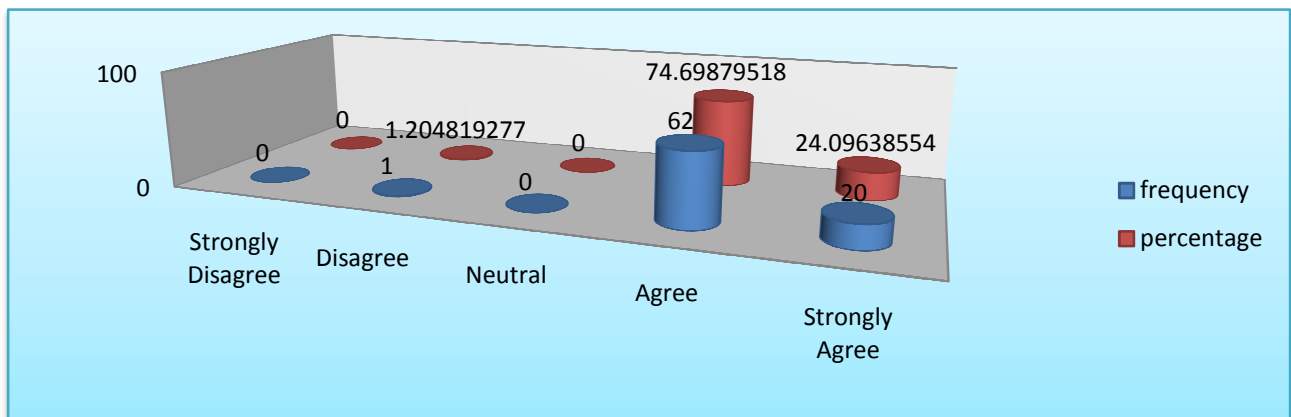 100
0
0
1.204819277
0
74.69879518
24.09638554
0
1
0
62
20
Strongly
Disagree
Disagree
Neutral
Agree
Strongly
Agree
frequency
percentage